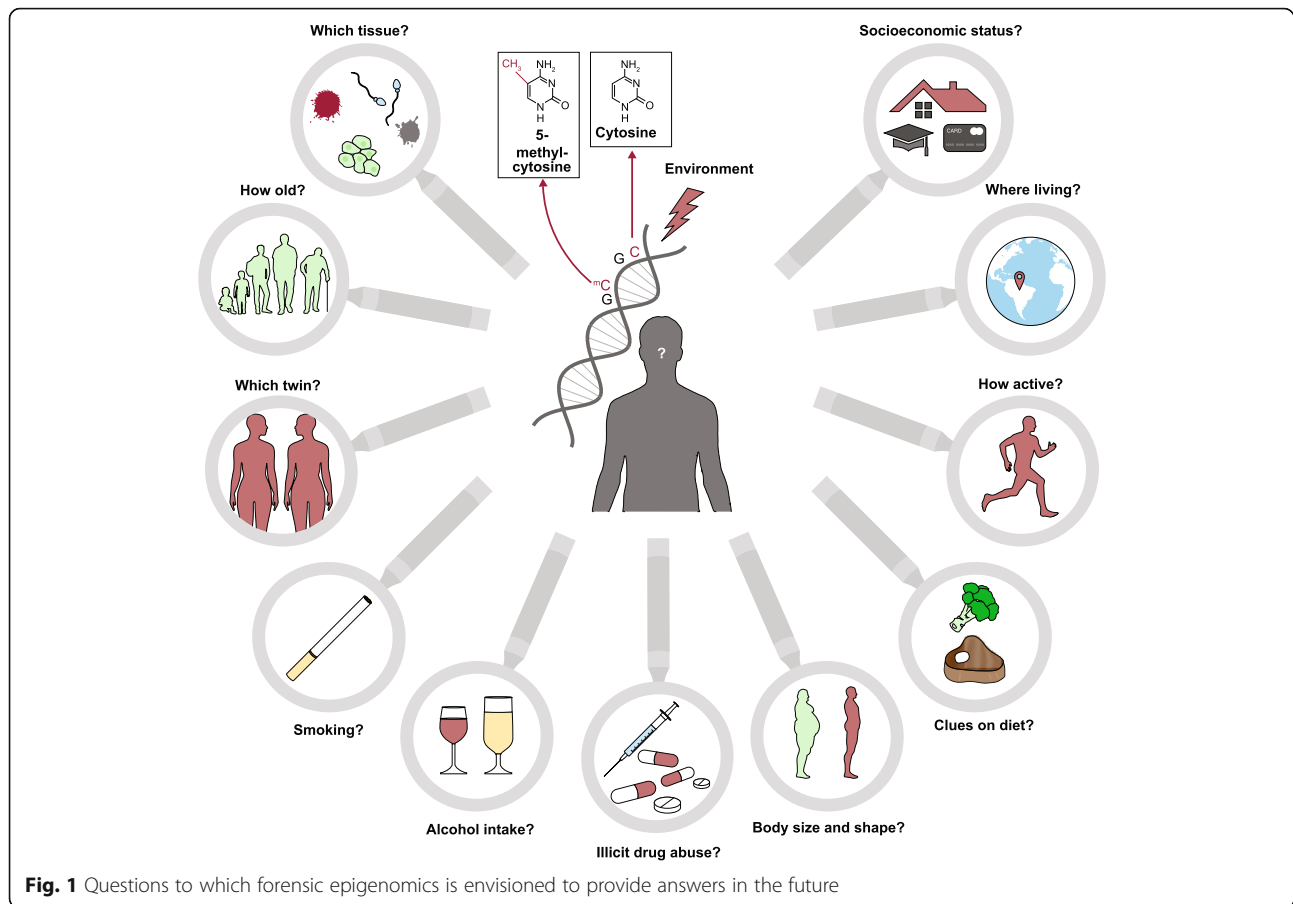 Which tissue?
Socioeconomic status?
CH3
NH2
N
O
N
H
5-
methyl-
cytosine
NH2
N
O
N
H
Cytosine
CARD
Environment
How old?
Where living?
G
C
mC
G
?
Which twin?
How active?
Smoking?
Clues on diet?
Alcohol intake?
Body size and shape?
Illicit drug abuse?
Fig. 1 Questions to which forensic epigenomics is envisioned to provide answers in the future